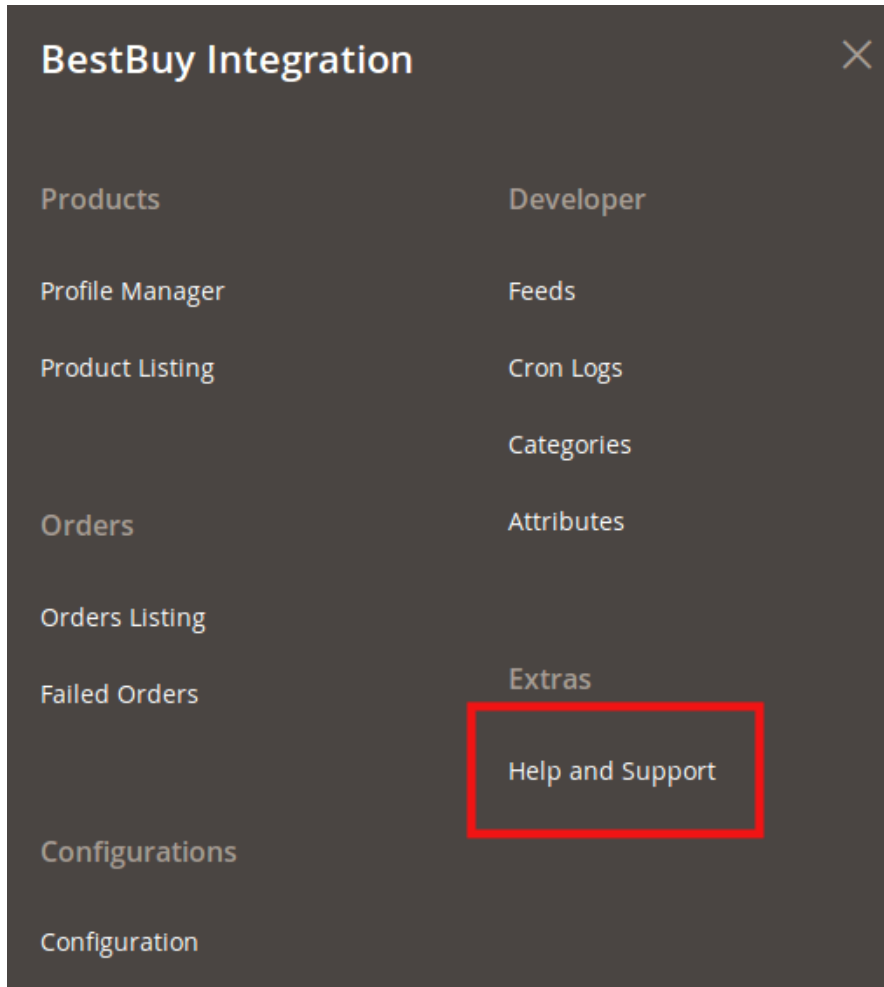 BestBuy Integration
Products
Profile Manager
Product Listing
Orders
Orders Listing
Failed Orders
Configurations
Configuration
Developer
Feeds
Cron Logs
Categories
Attributes
Extras
Help and Support